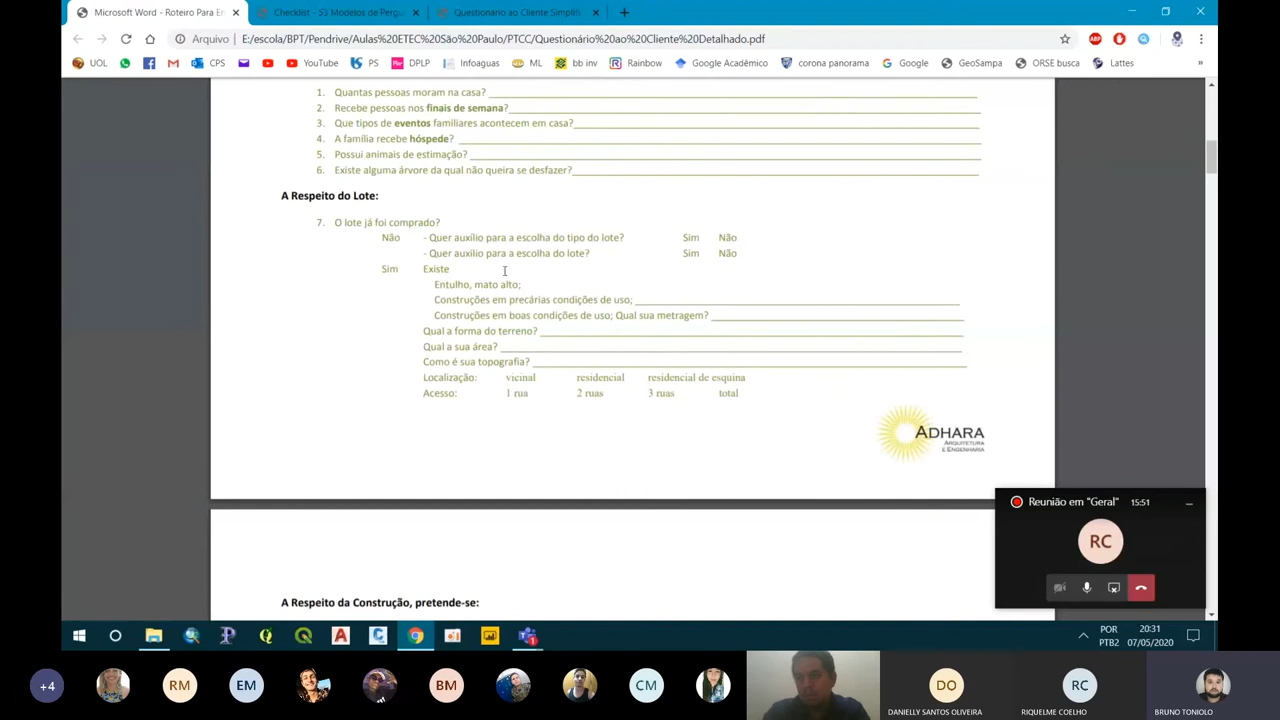 Microsoft Word - Roteiro Para En
Checklist - 53 Modelos de Pergu
Questionário ao Cliente Simplifi
Arquivo
E:/escola/BPT/Pendrive/Aulas%20ETEC%20São%20Paulo/PTCC/Questionário%20ao%20Cliente%20Detalhado.pdf
ABP
UOL
CPS
YouTube
PS
DPLP
Infoaguas
ML
bb inv
Rainbow
Google Acadêmico
corona panorama
Google
GeoSampa
ORSE busca
Lattes
»
1. Quantas pessoas moram na casa?
2. Recebe pessoas nos finais de semana?
3. Que tipos de eventos familiares acontecem em casa?
4. A família recebe hóspede?
5. Possui animais de estimação?
6. Existe alguma árvore da qual não queira se desfazer?
A Respeito do Lote:
7. O lote já foi comprado?
Não - Quer auxílio para a escolha do tipo do lote? Sim Não
- Quer auxílio para a escolha do lote? Sim Não
Sim Existe
Entulho, mato alto;
Construções em precárias condições de uso;
Construções em boas condições de uso; Qual sua metragem?
Qual a forma do terreno?
Qual a sua área?
Como é sua topografia?
Localização: vicinal residencial residencial de esquina
Acesso: 1 rua 2 ruas 3 ruas total
ADHARA
ARQUITETURA
E ENGENHARIA
A Respeito da Construção, pretende-se:
Reunião em "Geral" 15:51
RC
POR
PTB2
20:31
07/05/2020
+4
RM
EM
BM
CM
DO
DANIELLY SANTOS OLIVEIRA
RC
RIQUELME COELHO
BRUNO TONIOLO